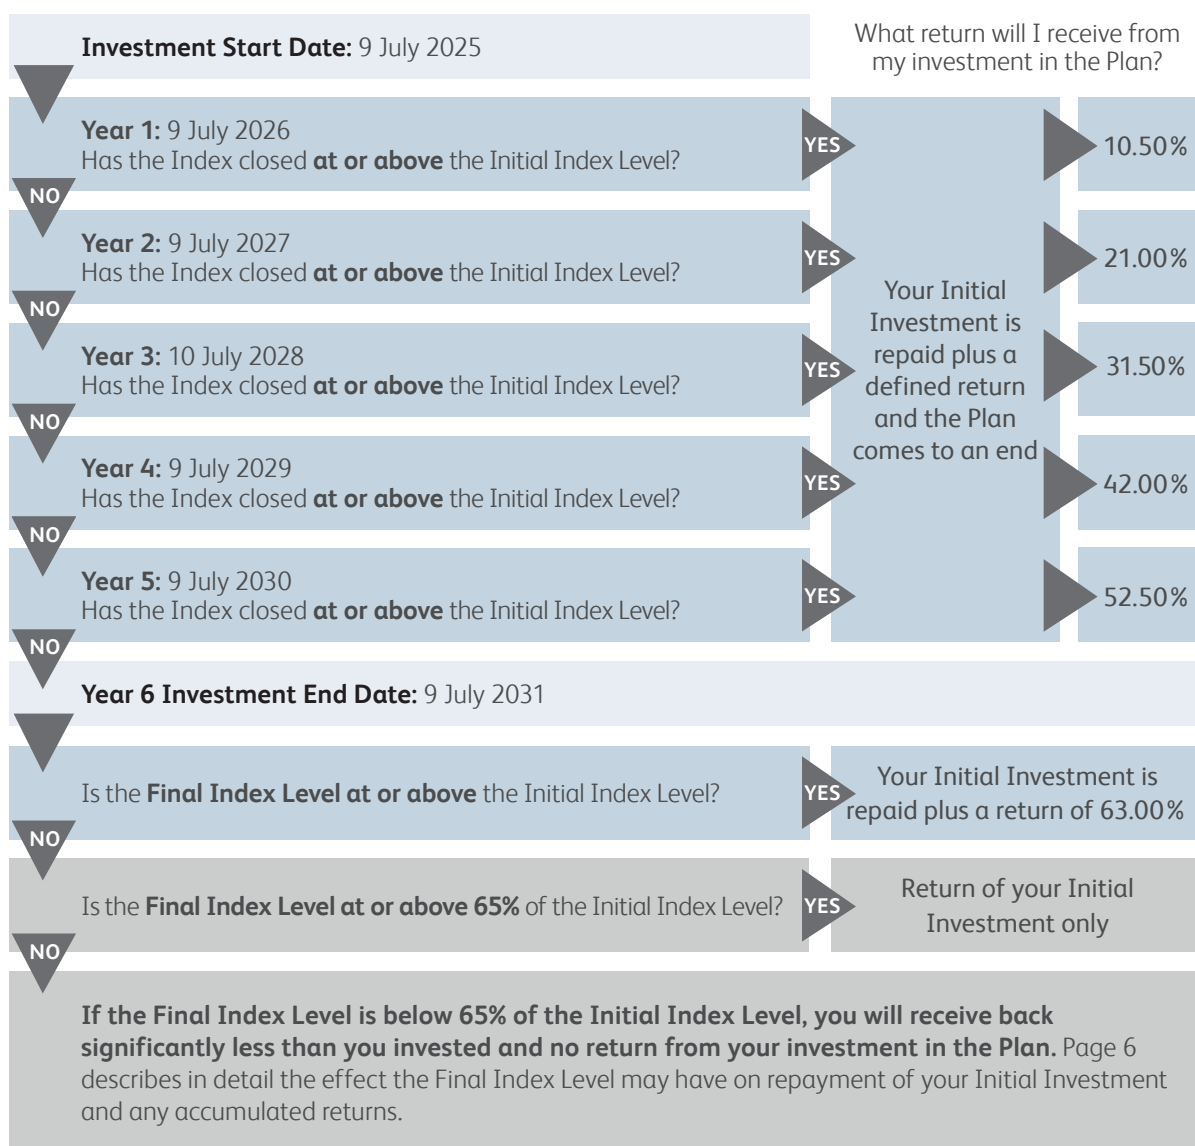 Investment Start Date: 9 July 2025
What return will I receive from
my investment in the Plan?
Year 1: 9 July 2026
Has the Index closed at or above the Initial Index Level?
YES
10.50%
NO
Year 2: 9 July 2027
Has the Index closed at or above the Initial Index Level?
YES
21.00%
NO
Year 3: 10 July 2028
Has the Index closed at or above the Initial Index Level?
YES
31.50%
NO
Year 4: 9 July 2029
Has the Index closed at or above the Initial Index Level?
YES
42.00%
NO
Year 5: 9 July 2030
Has the Index closed at or above the Initial Index Level?
YES
52.50%
NO
Your Initial
Investment is
repaid plus a
defined return
and the Plan
comes to an end
Year 6 Investment End Date: 9 July 2031
Is the Final Index Level at or above the Initial Index Level?
YES
Your Initial Investment is
repaid plus a return of 63.00%
NO
Is the Final Index Level at or above 65% of the Initial Index Level?
YES
Return of your Initial
Investment only
NO
If the Final Index Level is below 65% of the Initial Index Level, you will receive back
significantly less than you invested and no return from your investment in the Plan. Page 6
describes in detail the effect the Final Index Level may have on repayment of your Initial Investment
and any accumulated returns.